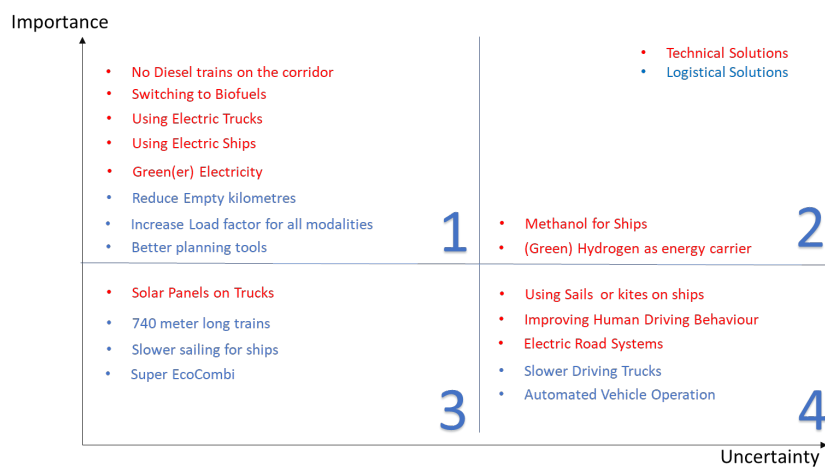 Importance
• Technical Solutions
• Logistical Solutions
• No Diesel trains on the corridor
• Switching to Biofuels
• Using Electric Trucks
• Using Electric Ships
• Green(er) Electricity
• Reduce Empty kilometres
• Increase Load factor for all modalities
• Better planning tools
1
• Methanol for Ships
• (Green) Hydrogen as energy carrier
2
• Solar Panels on Trucks
• 740 meter long trains
• Slower sailing for ships
• Super EcoCombi
3
• Using Sails or kites on ships
• Improving Human Driving Behaviour
• Electric Road Systems
• Slower Driving Trucks
• Automated Vehicle Operation
4
Uncertainty